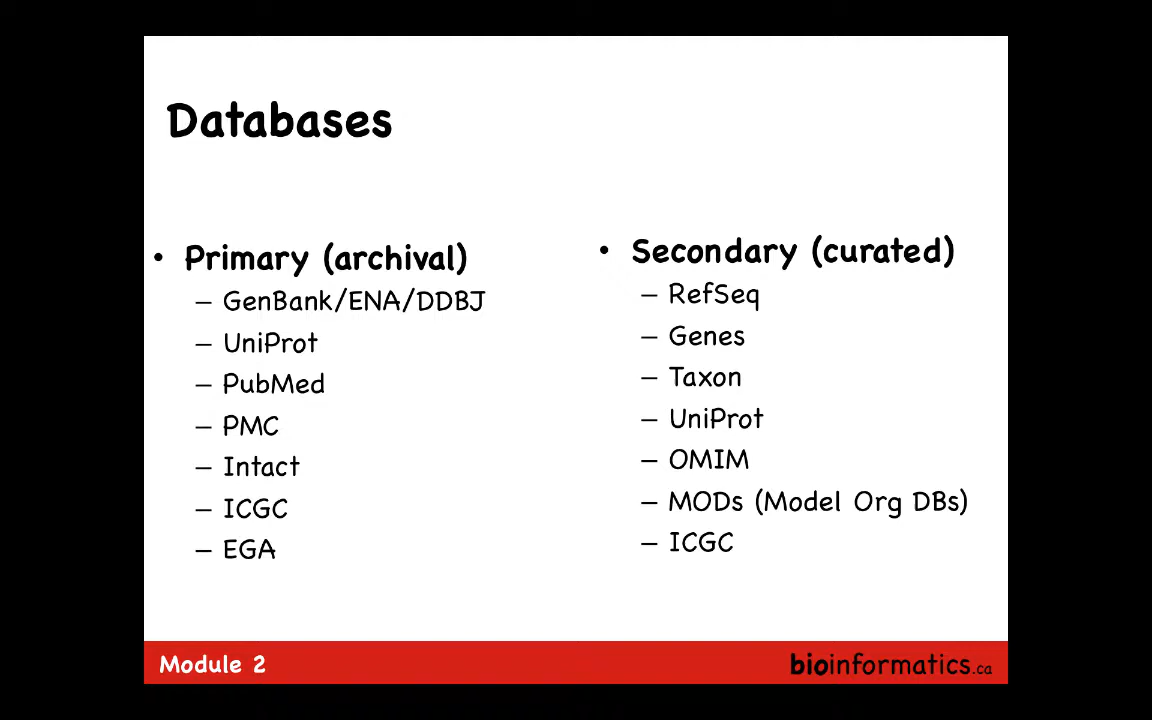 Databases
• Primary (archival)
– GenBank/ENA/DDBJ
– UniProt
– PubMed
– PMC
– Intact
– ICGC
– EGA
• Secondary (curated)
– RefSeq
– Genes
– Taxon
– UniProt
– OMIM
– MODs (Model Org DBs)
– ICGC
Module 2
bioinformatics.ca